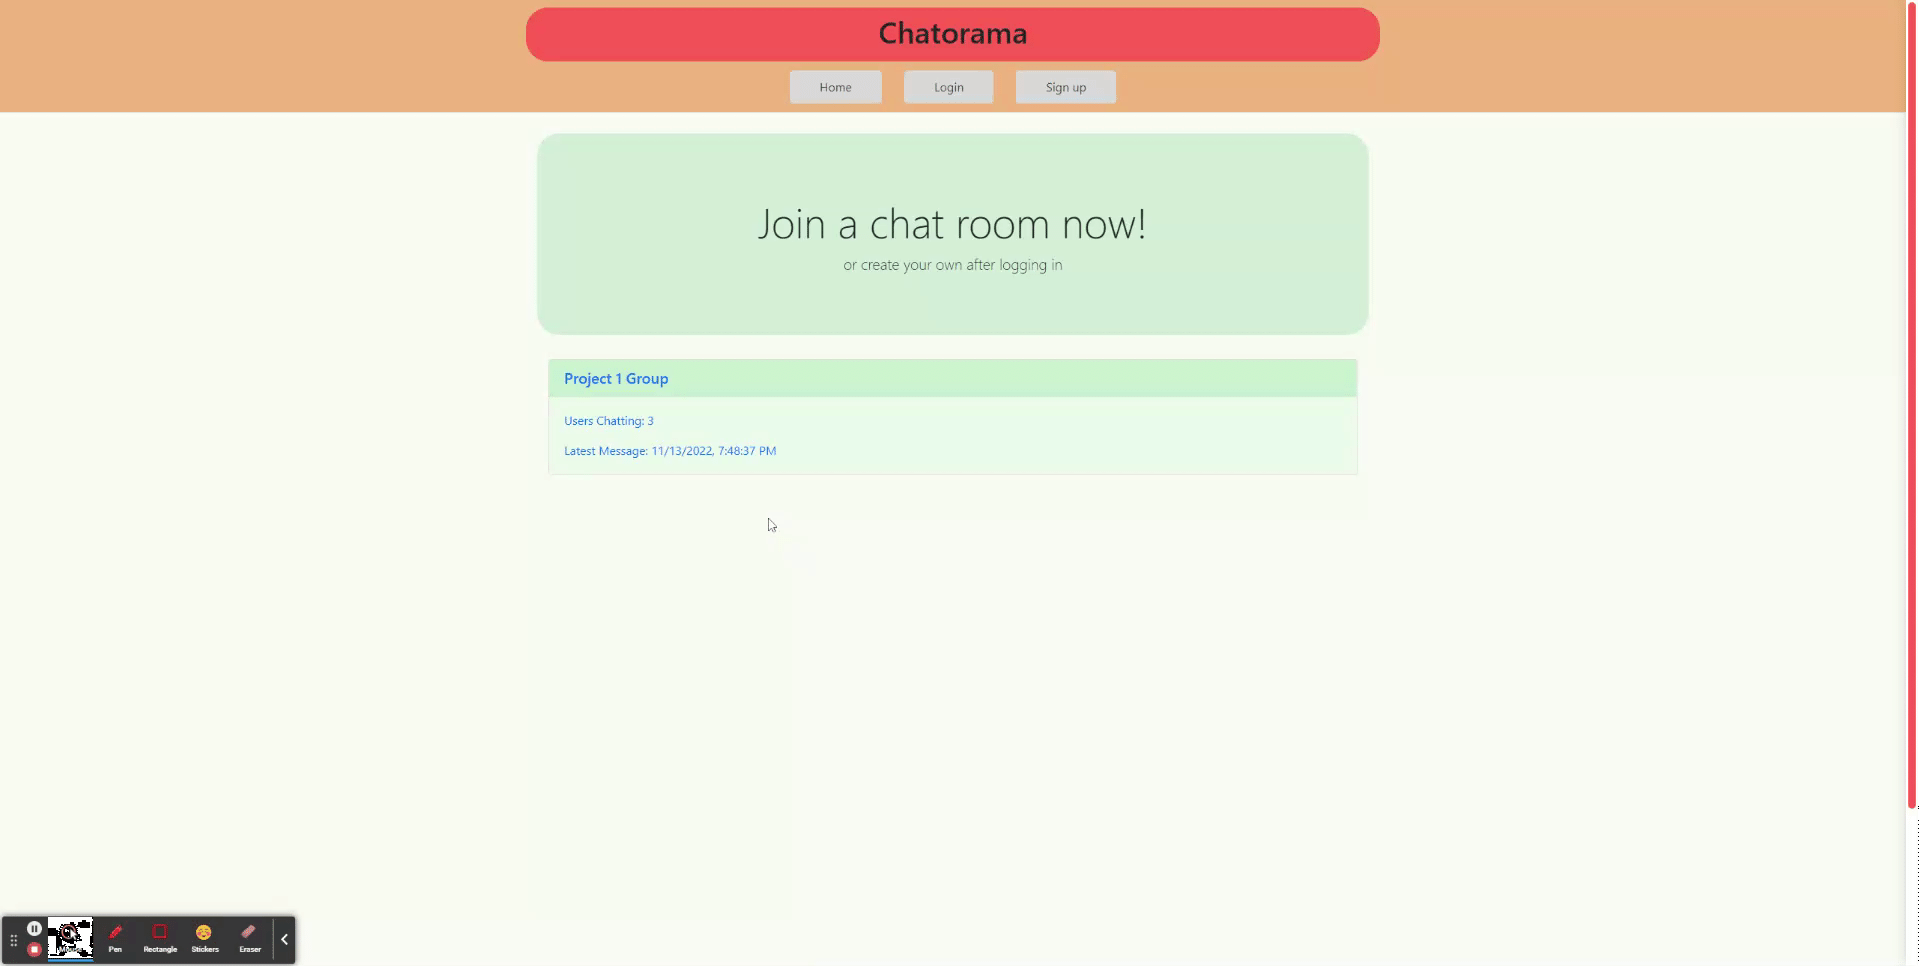 Chatorama
Home Login Sign up
Join a chat room now!
or create your own after logging in
Project 1 Group
Users Chatting: 3
Latest Message: 11/13/2022, 7:48:37 PM
Mouse Pen Rectangle Stickers Eraser